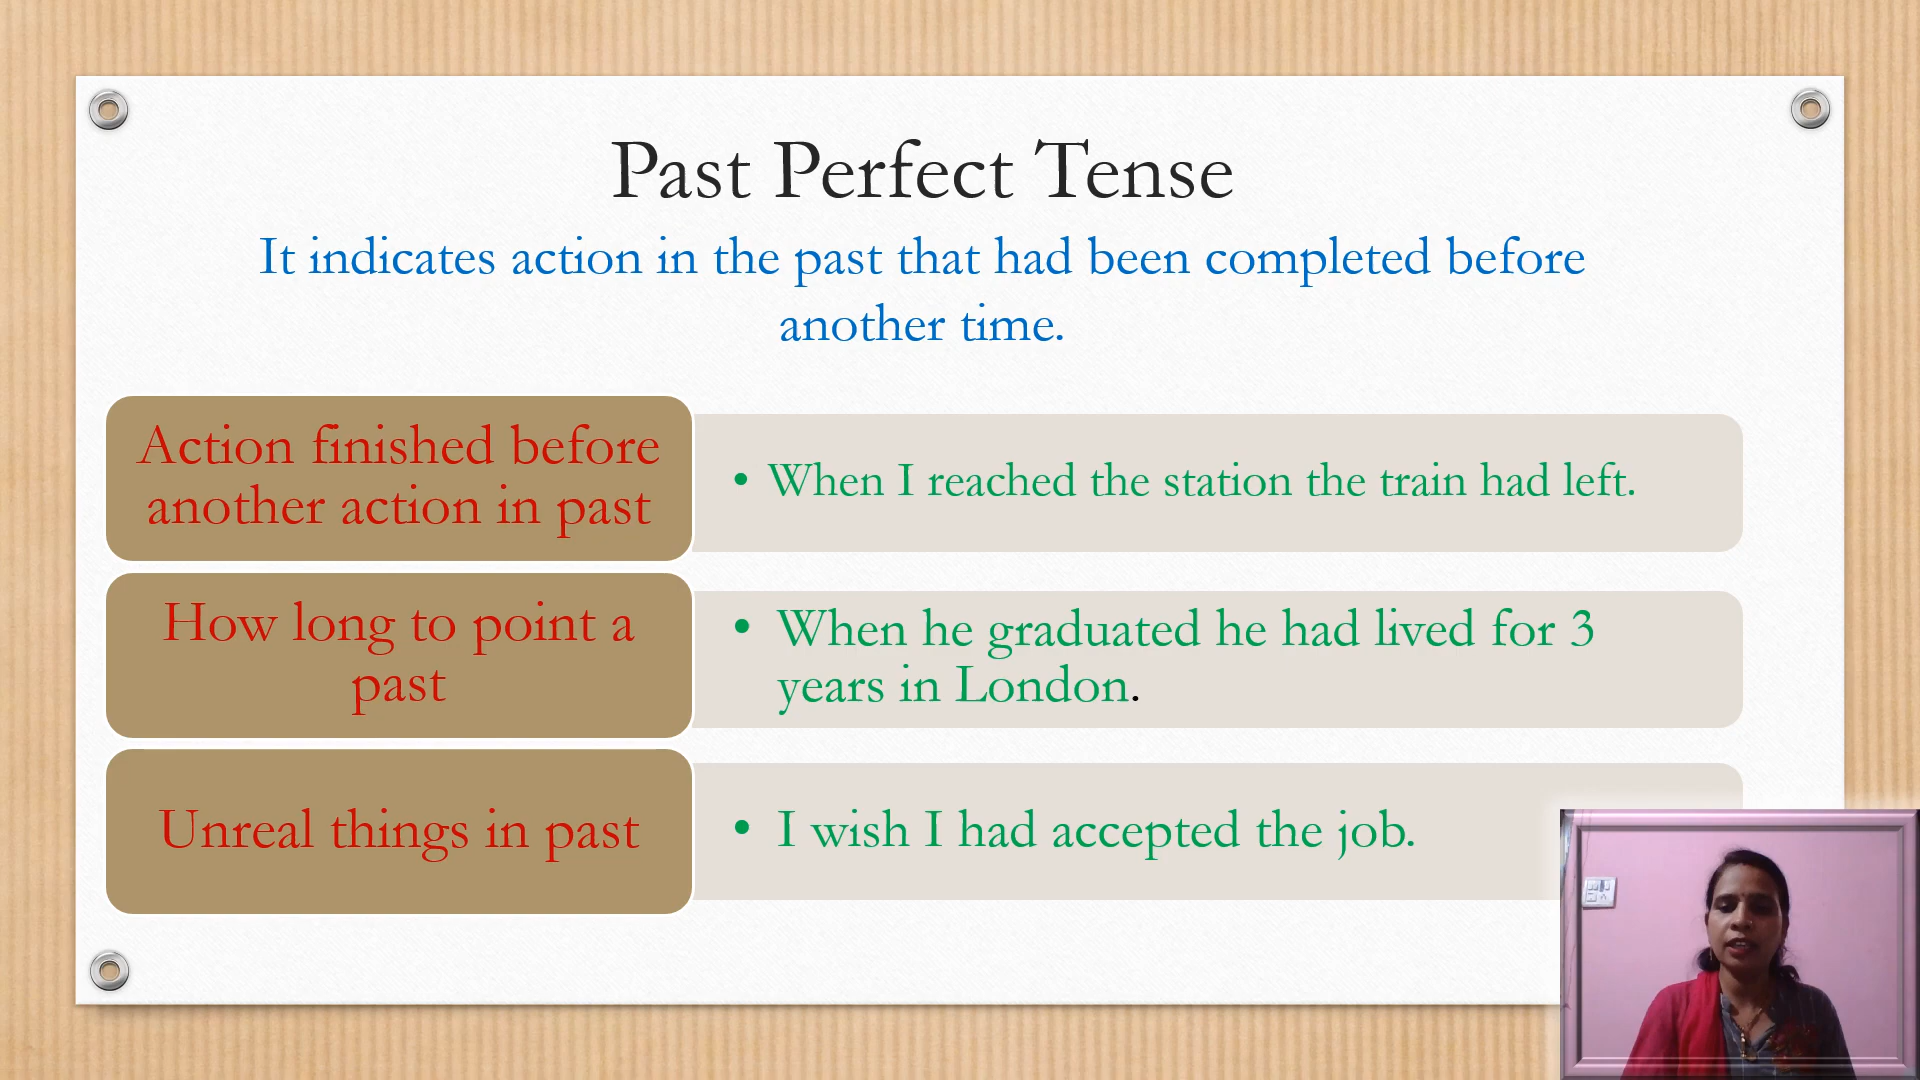 Past Perfect Tense
It indicates action in the past that had been completed before
another time.
Action finished before
another action in past
• When I reached the station the train had left.
How long to point a
past
• When he graduated he had lived for 3
years in London.
Unreal things in past
• I wish I had accepted the job.